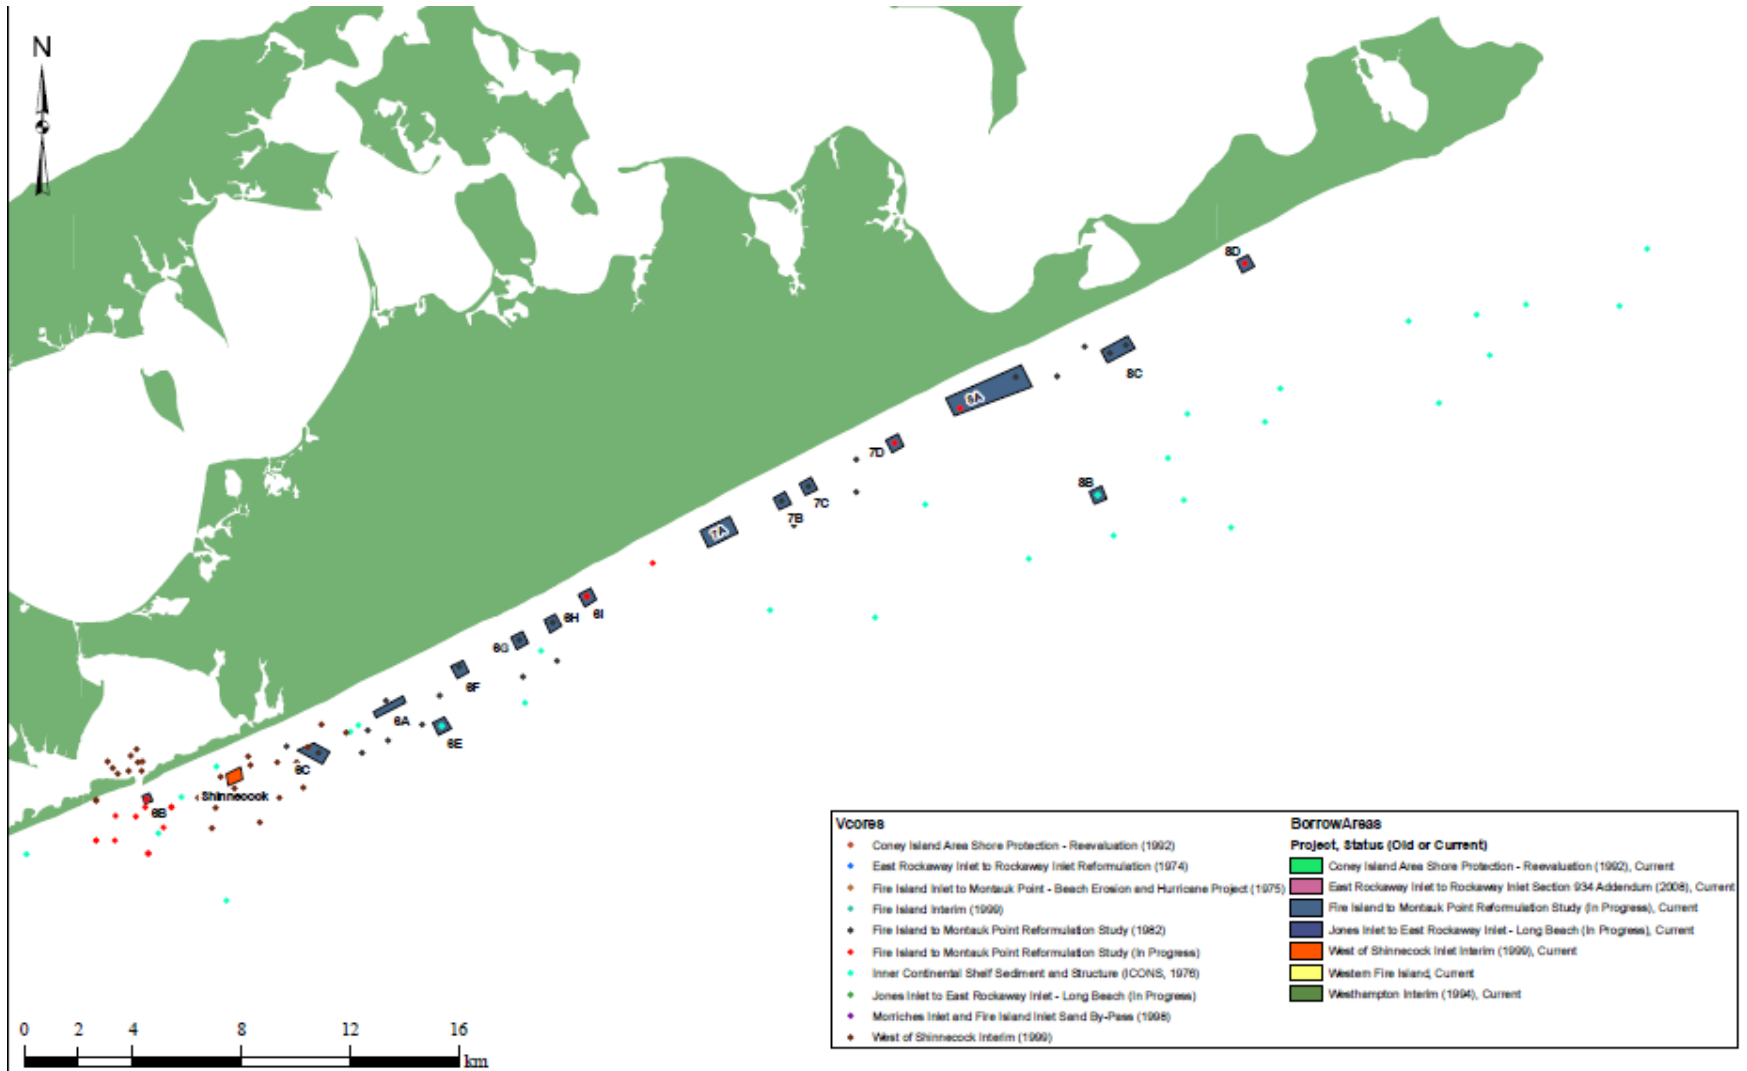 N
8D
8C
8A
7D
8B
7C
7B
7A
6I
6H
6G
6F
6A
6E
6C
Shinnecock
6B
Vcores
Coney Island Area Shore Protection - Reevaluation (1992)
East Rockaway Inlet to Rockaway Inlet Reformulation (1974)
Fire Island Inlet to Montauk Point - Beach Erosion and Hurricane Project (1975)
Fire Island Interim (1999)
Fire Island to Montauk Point Reformulation Study (1982)
Fire Island to Montauk Point Reformulation Study (In Progress)
Inner Continental Shelf Sediment and Structure (ICONS, 1976)
Jones Inlet to East Rockaway Inlet - Long Beach (In Progress)
Morriches Inlet and Fire Island Inlet Sand By-Pass (1998)
West of Shinnecock Interim (1999)
BorrowAreas
Project, Status (Old or Current)
Coney Island Area Shore Protection - Reevaluation (1992), Current
East Rockaway Inlet to Rockaway Inlet Section 934 Addendum (2008), Current
Fire Island to Montauk Point Reformulation Study (In Progress), Current
Jones Inlet to East Rockaway Inlet - Long Beach (In Progress), Current
West of Shinnecock Inlet Interim (1999), Current
Western Fire Island, Current
Westhampton Interim (1994), Current
0 2 4 8 12 16
km